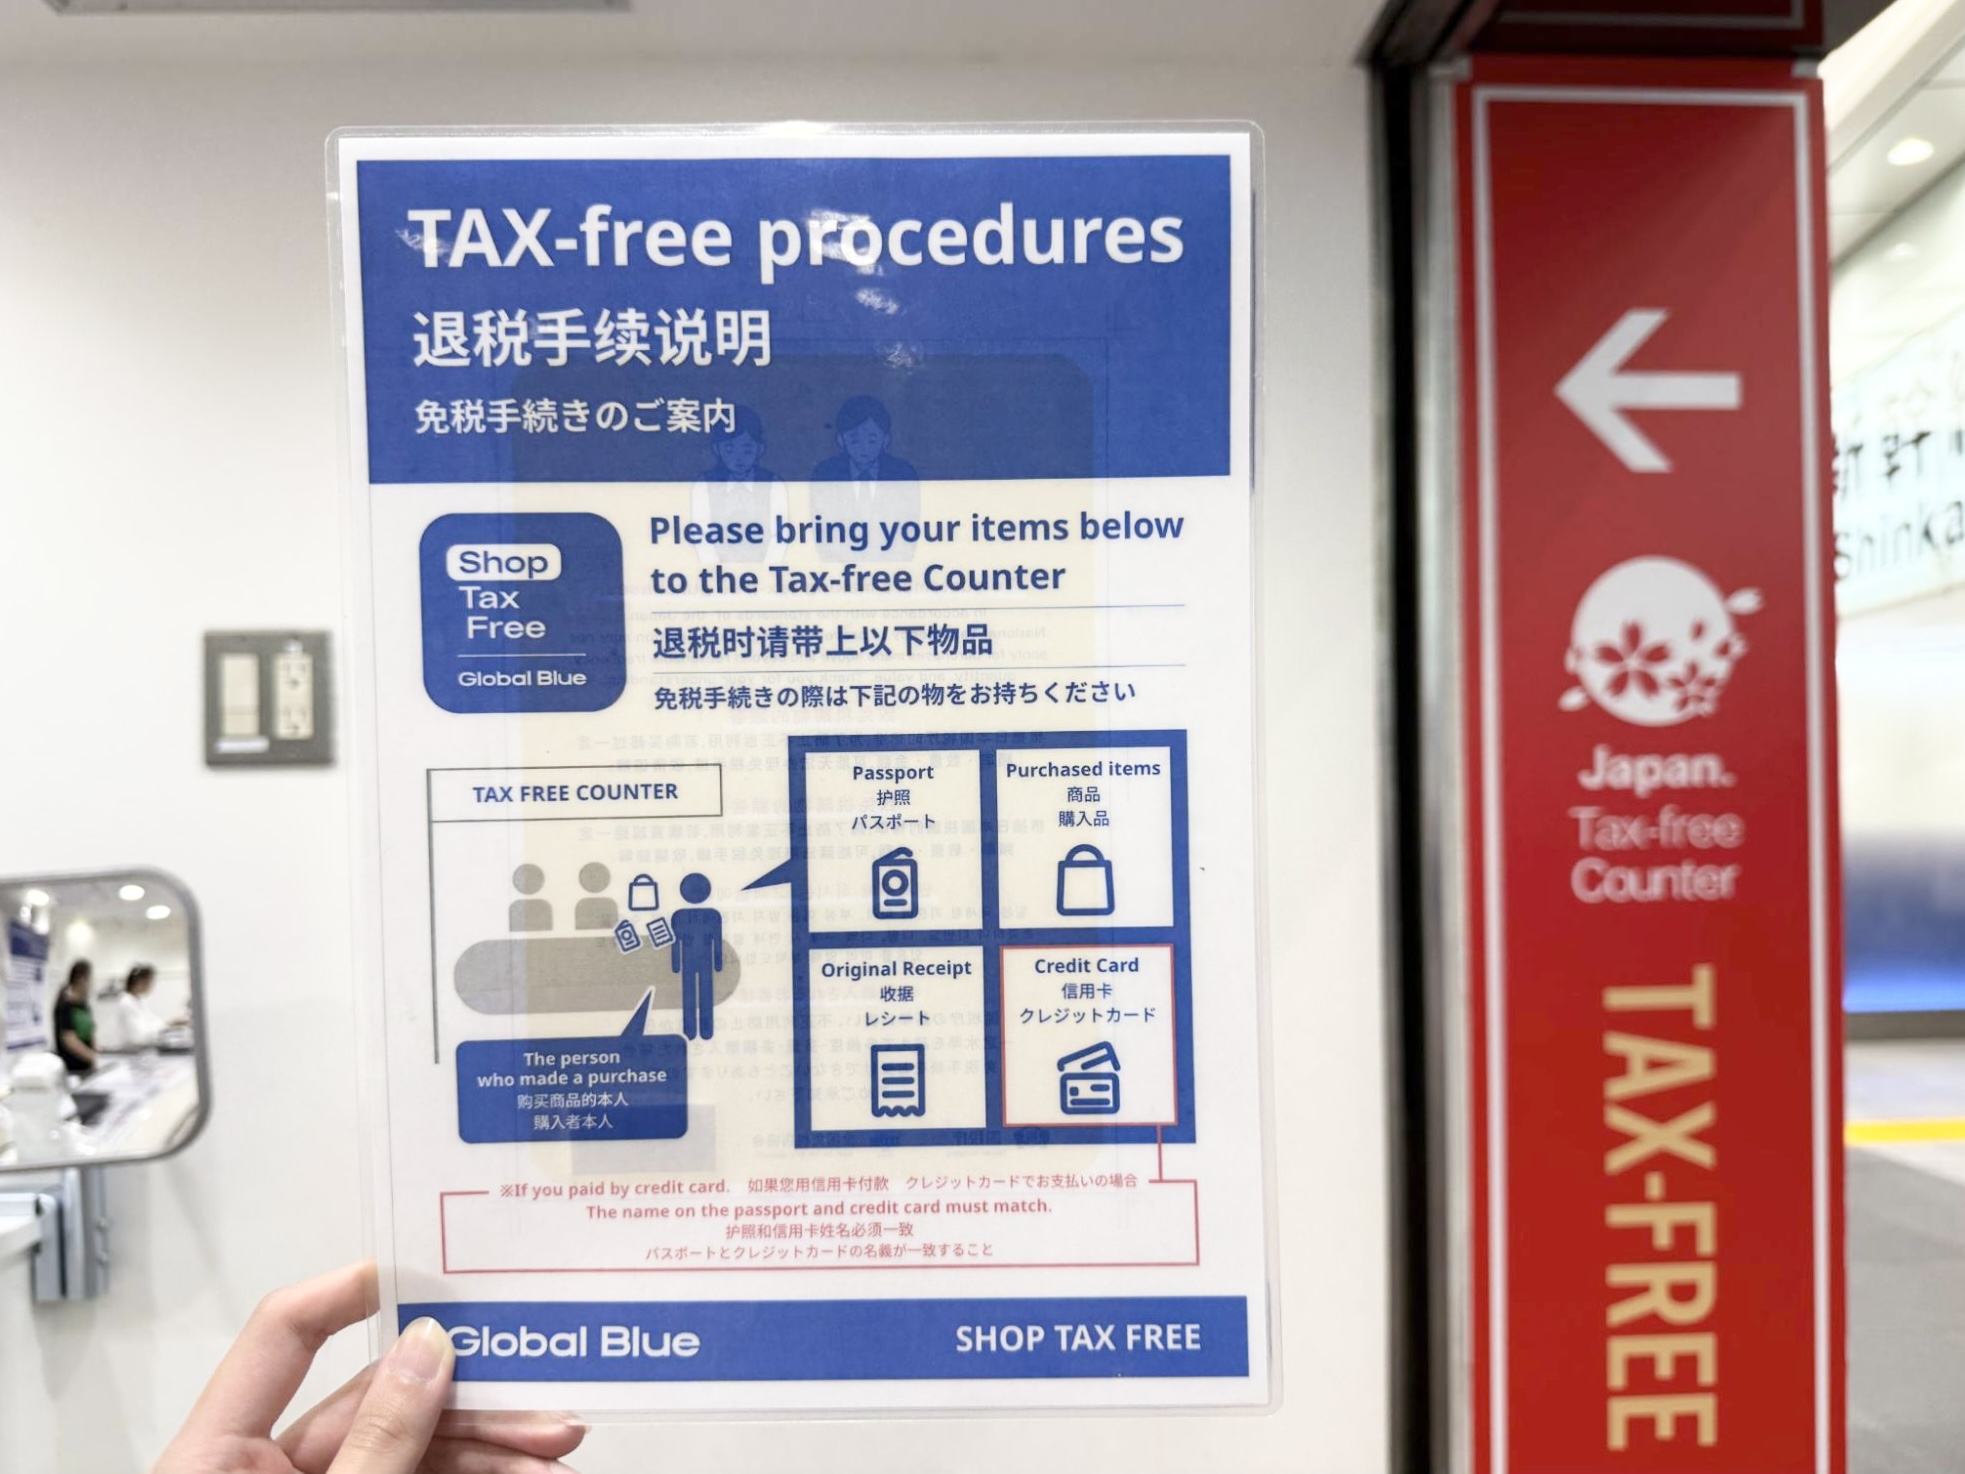 TAX-free procedures
退税手续说明
免税手続きのご案内
Shop
Tax
Free
Global Blue
Please bring your items below
to the Tax-free Counter
退税时请带上以下物品
免税手続きの際は下記の物をお持ちください
TAX FREE COUNTER
Passport
护照
パスポート
Purchased items
商品
購入品
Original Receipt
收据
レシート
Credit Card
信用卡
クレジットカード
The person
who made a purchase
购买商品的本人
購入者本人
※If you paid by credit card. 如果您用信用卡付款 クレジットカードでお支払いの場合
The name on the passport and credit card must match.
护照和信用卡姓名必须一致
パスポートとクレジットカードの名義が一致すること
Global Blue
SHOP TAX FREE
Japan.
Tax-free
Counter
TAX-FREE